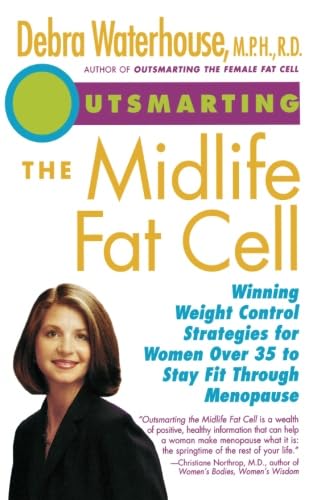 Debra Waterhouse, M.P.H., R.D.
AUTHOR OF OUTSMARTING THE FEMALE FAT CELL
OUTSMARTING
THE Midlife
Fat Cell
Winning
Weight Control
Strategies for
Women Over 35 to
Stay Fit Through
Menopause
"Outsmarting the Midlife Fat Cell is a wealth
of positive, healthy information that can help
a woman make menopause what it is:
the springtime of the rest of your life."
—Christiane Northrop, M.D., author of
Women's Bodies, Women's Wisdom